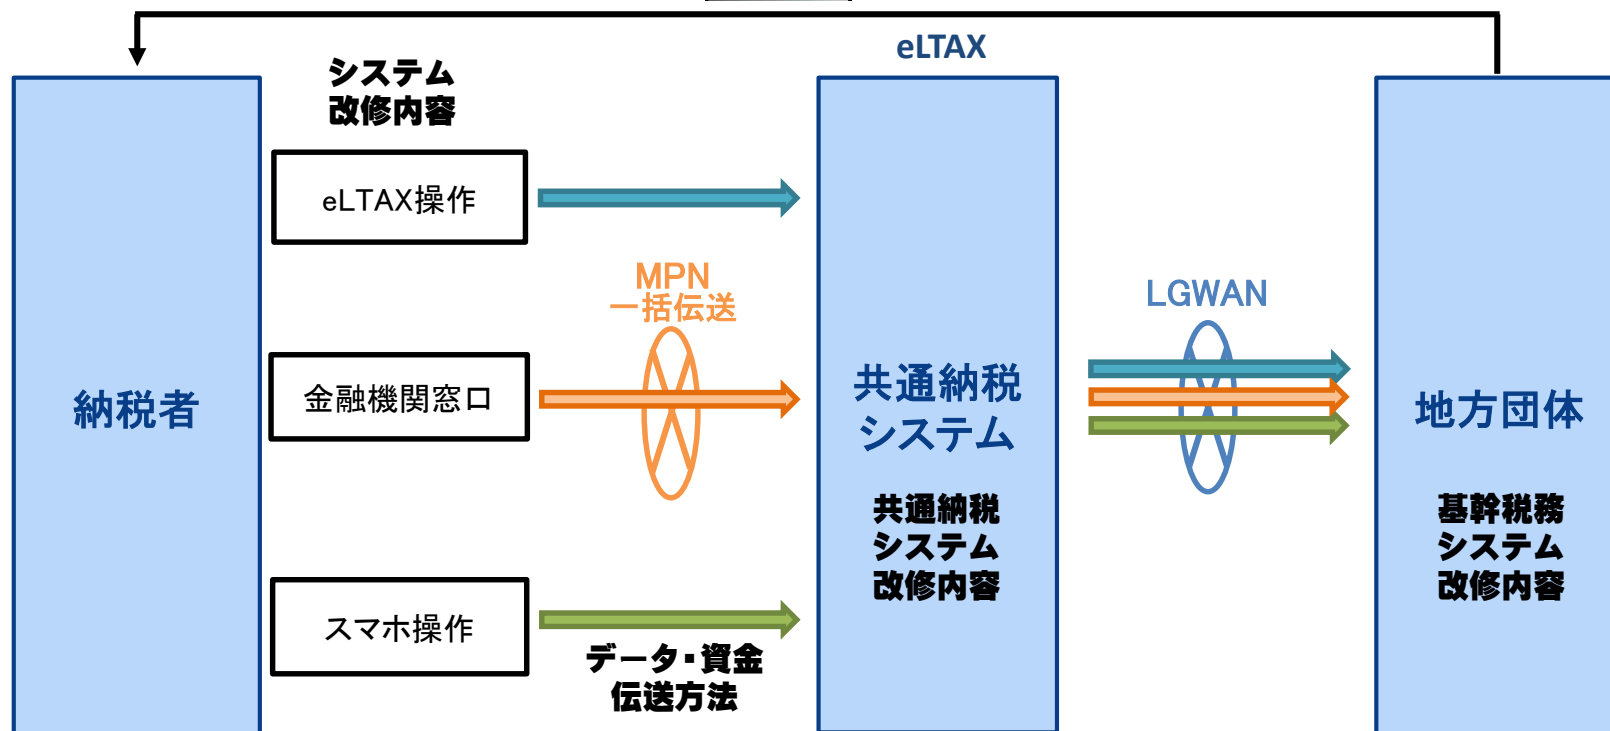 eLTAX
システム
改修内容
eLTAX操作
MPN
一括伝送
LGWAN
納税者
金融機関窓口
共通納税
システム
地方団体
共通納税
システム
改修内容
基幹税務
システム
改修内容
スマホ操作
データ・資金
伝送方法